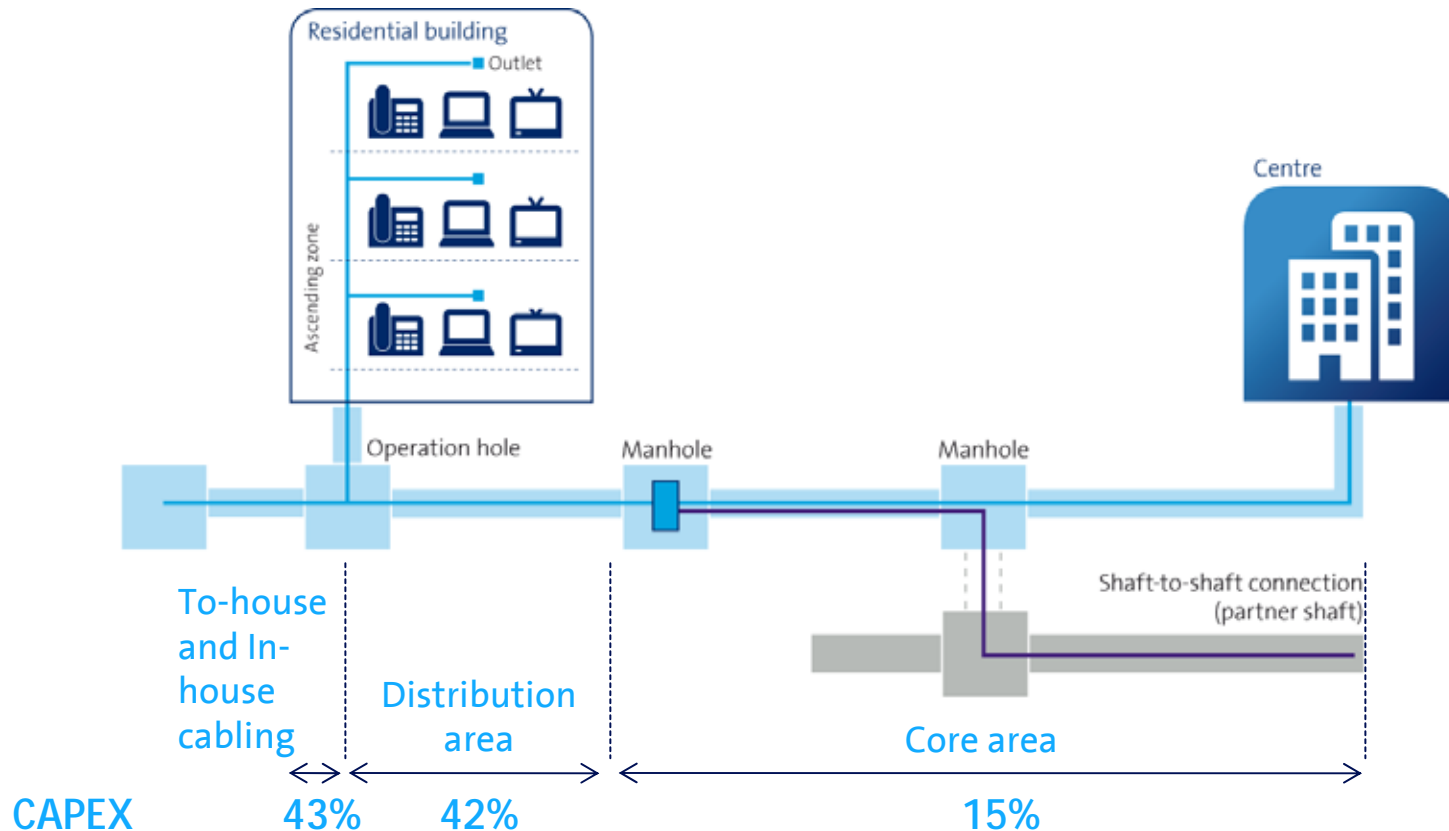 Residential building
Outlet
Ascending zone
Centre
Operation hole
Manhole
Manhole
Shaft-to-shaft connection
(partner shaft)
To-house
and In-
house
cabling
Distribution
area
Core area
CAPEX 43% 42% 15%